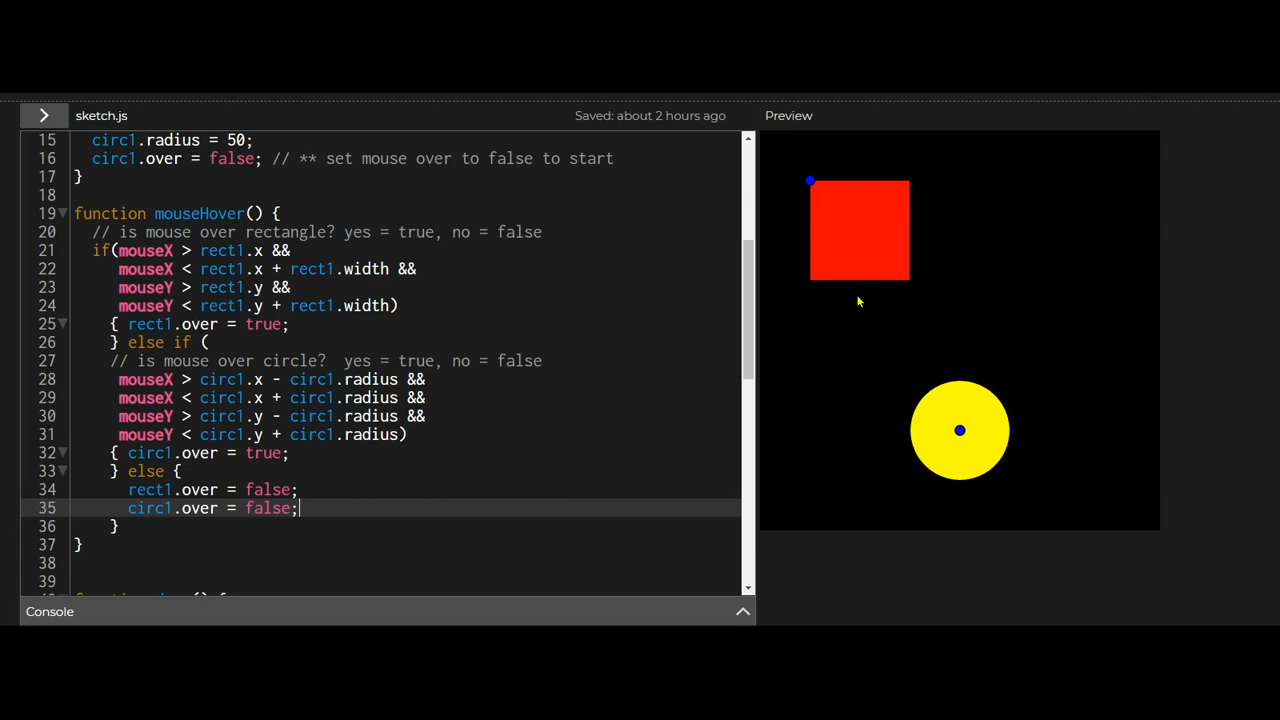 sketch.js
Saved: about 2 hours ago
Preview
15 circ1.radius = 50;
16 circ1.over = false; // ** set mouse over to false to start
17 }
18
19 function mouseHover() {
20 // is mouse over rectangle? yes = true, no = false
21 if(mouseX > rect1.x &&
22 mouseX < rect1.x + rect1.width &&
23 mouseY > rect1.y &&
24 mouseY < rect1.y + rect1.width)
25 { rect1.over = true;
26 } else if (
27 // is mouse over circle?  yes = true, no = false
28 mouseX > circ1.x - circ1.radius &&
29 mouseX < circ1.x + circ1.radius &&
30 mouseY > circ1.y - circ1.radius &&
31 mouseY < circ1.y + circ1.radius)
32 { circ1.over = true;
33 } else {
34 rect1.over = false;
35 circ1.over = false;
36 }
37 }
38
39
Console